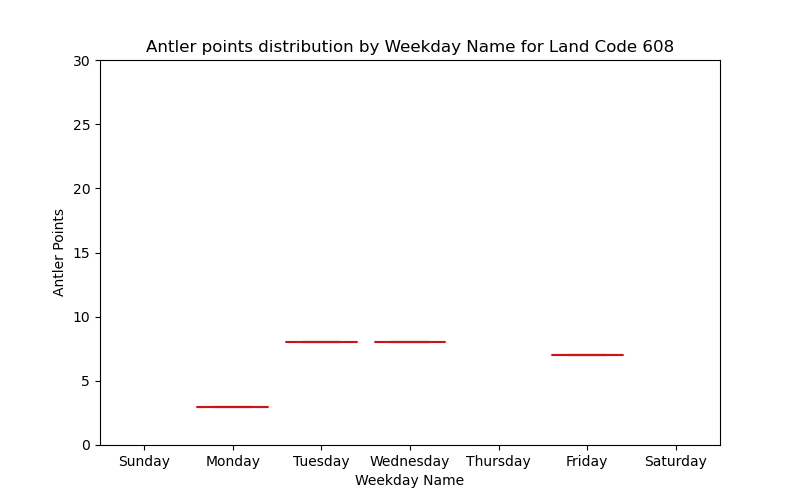 Antler points distribution by Weekday Name for Land Code 608
30
25
20
15
10
5
0
Antler Points
Sunday Monday Tuesday Wednesday Thursday Friday Saturday
Weekday Name